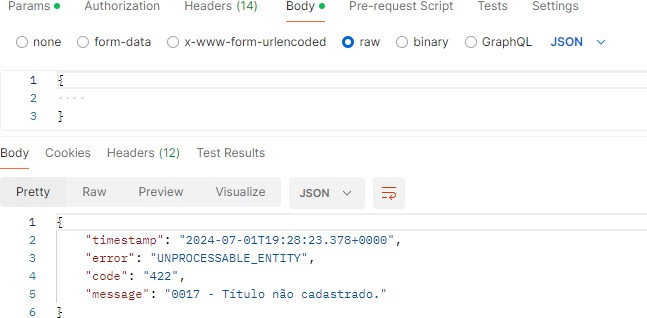 Params Authorization Headers (14) Body Pre-request Script Tests Settings
none form-data x-www-form-urlencoded raw binary GraphQL JSON
1 {
2 ····
3 }
Body Cookies Headers (12) Test Results
Pretty Raw Preview Visualize JSON
1 {
2 "timestamp": "2024-07-01T19:28:23.378+0000",
3 "error": "UNPROCESSABLE_ENTITY",
4 "code": "422",
5 "message": "0017 - Título não cadastrado."
6 }